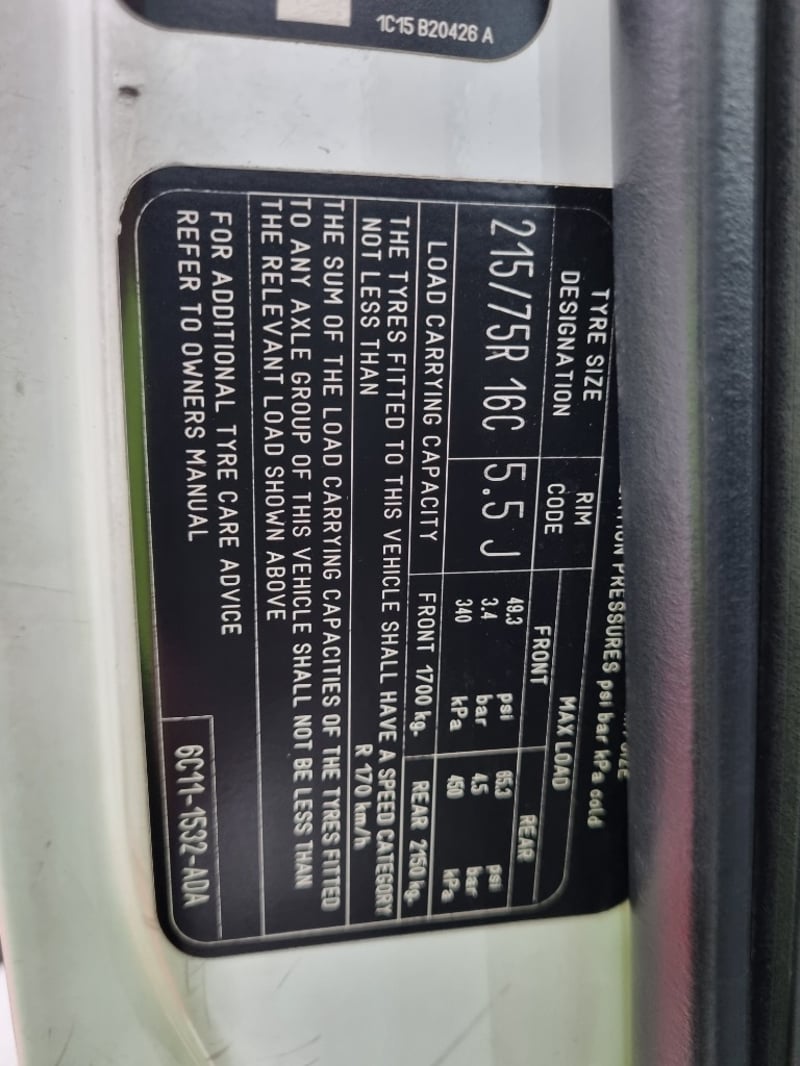 1C15 B20426 A
PRESSURES psi bar kPa cold
TYRE SIZE DESIGNATION
RIM CODE
MAX LOAD
FRONT
REAR
215/75R 16C
5.5 J
49.3 psi
3.4 bar
340 kPa
65.3 psi
4.5 bar
450 kPa
LOAD CARRYING CAPACITY FRONT 1700 kg. REAR 2150 kg.
THE TYRES FITTED TO THIS VEHICLE SHALL HAVE A SPEED CATEGORY
NOT LESS THAN R 170 km/h
THE SUM OF THE LOAD CARRYING CAPACITIES OF THE TYRES FITTED
TO ANY AXLE GROUP OF THIS VEHICLE SHALL NOT BE LESS THAN
THE RELEVANT LOAD SHOWN ABOVE
FOR ADDITIONAL TYRE CARE ADVICE
REFER TO OWNERS MANUAL
6C11-1532-A0A